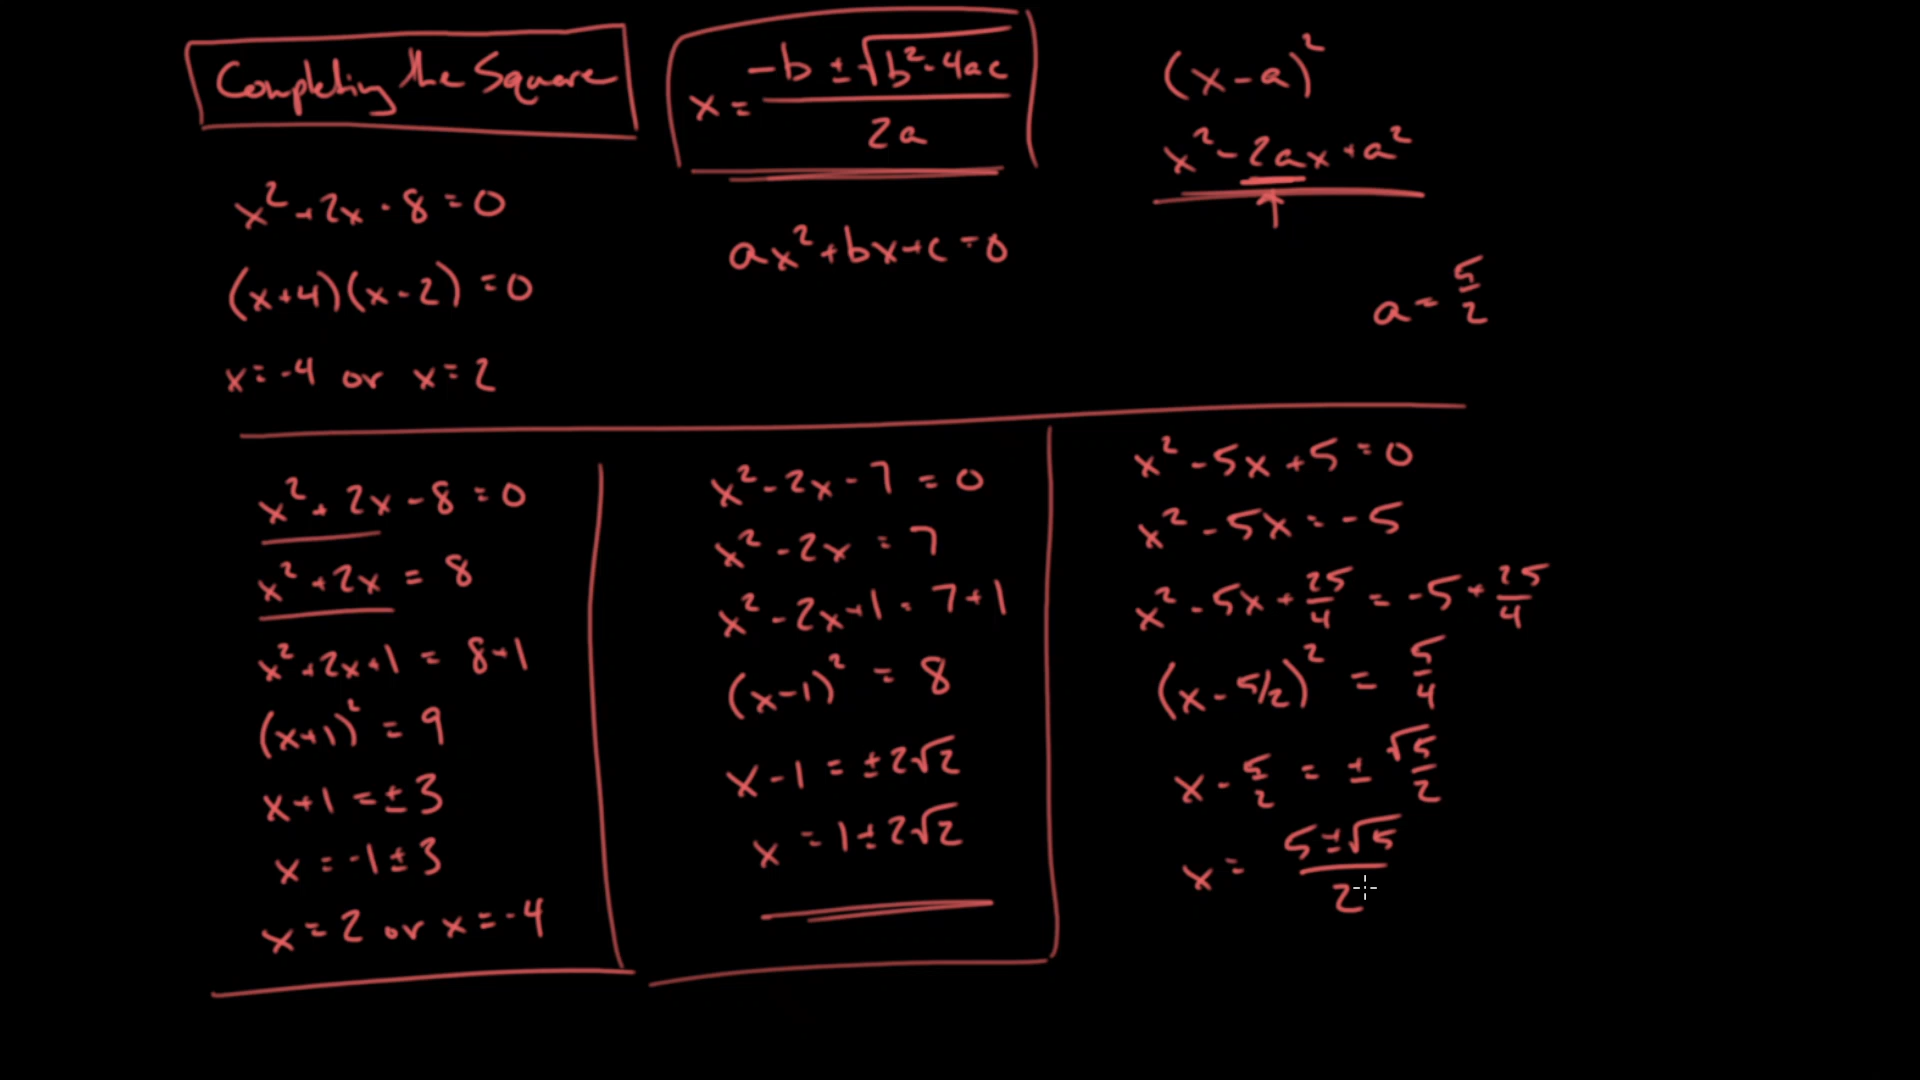 Completing the Square
x = (-b ± √(b² - 4ac)) / 2a
(x - a)²
x² - 2ax + a²
x² + 2x - 8 = 0
ax² + bx + c = 0
(x+4)(x-2) = 0
a = 5/2
x = -4 or x = 2
x² + 2x - 8 = 0
x² + 2x = 8
x² + 2x + 1 = 8 + 1
(x+1)² = 9
x + 1 = ± 3
x = -1 ± 3
x = 2 or x = -4
x² - 2x - 7 = 0
x² - 2x = 7
x² - 2x + 1 = 7 + 1
(x-1)² = 8
x - 1 = ± 2√2
x = 1 ± 2√2
x² - 5x + 5 = 0
x² - 5x = -5
x² - 5x + 25/4 = -5 + 25/4
(x - 5/2)² = 5/4
x - 5/2 = ± √5/2
x = (5 ± √5) / 2